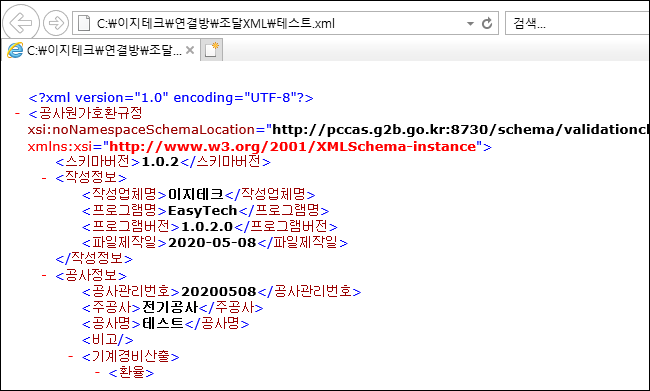 C:₩이지테크₩연결방₩조달XML₩테스트.xml
검색...
C:₩이지테크₩연결방₩조달...
<?xml version="1.0" encoding="UTF-8"?>
- <공사원가호환규정
xsi:noNamespaceSchemaLocation="http://pccas.g2b.go.kr:8730/schema/validationcl
xmlns:xsi="http://www.w3.org/2001/XMLSchema-instance">
<스키마버전>1.0.2</스키마버전>
- <작성정보>
<작성업체명>이지테크</작성업체명>
<프로그램명>EasyTech</프로그램명>
<프로그램버전>1.0.2.0</프로그램버전>
<파일제작일>2020-05-08</파일제작일>
</작성정보>
- <공사정보>
<공사관리번호>20200508</공사관리번호>
<주공사>전기공사</주공사>
<공사명>테스트</공사명>
<비고/>
- <기계경비산출>
- <환율>